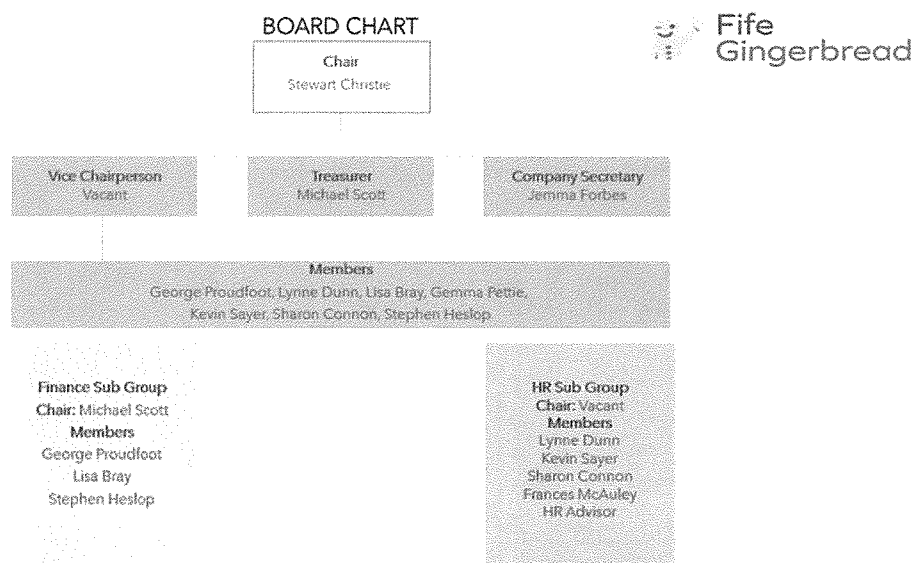 BOARD CHART
Fife
Gingerbread
Chair
Stewart Christie
Vice Chairperson
Vacant
Treasurer
Michael Scott
Company Secretary
Jemma Forbes
Members
George Proudfoot, Lynne Dunn, Lisa Bray, Gemma Pettie,
Kevin Sayer, Sharon Connon, Stephen Heslop
Finance Sub Group
Chair: Michael Scott
Members
George Proudfoot
Lisa Bray
Stephen Heslop
HR Sub Group
Chair: Vacant
Members
Lynne Dunn
Kevin Sayer
Sharon Connon
Frances McAuley
HR Advisor